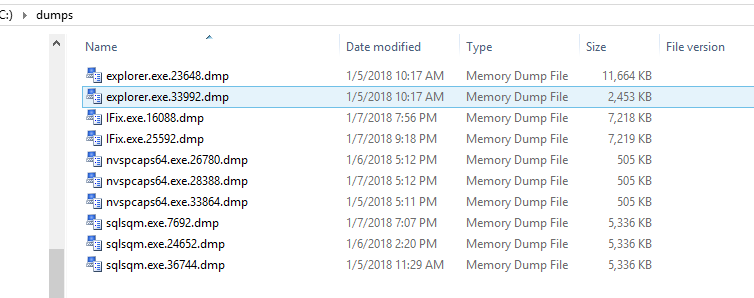 C:) dumps
Name Date modified Type Size File version
explorer.exe.23648.dmp 1/5/2018 10:17 AM Memory Dump File 11,664 KB
explorer.exe.33992.dmp 1/5/2018 10:17 AM Memory Dump File 2,453 KB
IFix.exe.16088.dmp 1/7/2018 7:56 PM Memory Dump File 7,218 KB
IFix.exe.25592.dmp 1/7/2018 9:18 PM Memory Dump File 7,219 KB
nvspcaps64.exe.26780.dmp 1/6/2018 5:12 PM Memory Dump File 505 KB
nvspcaps64.exe.28388.dmp 1/7/2018 5:12 PM Memory Dump File 505 KB
nvspcaps64.exe.33864.dmp 1/5/2018 5:11 PM Memory Dump File 505 KB
sqlsqm.exe.7692.dmp 1/7/2018 7:07 PM Memory Dump File 5,336 KB
sqlsqm.exe.24652.dmp 1/6/2018 2:20 PM Memory Dump File 5,336 KB
sqlsqm.exe.36744.dmp 1/5/2018 11:29 AM Memory Dump File 5,336 KB